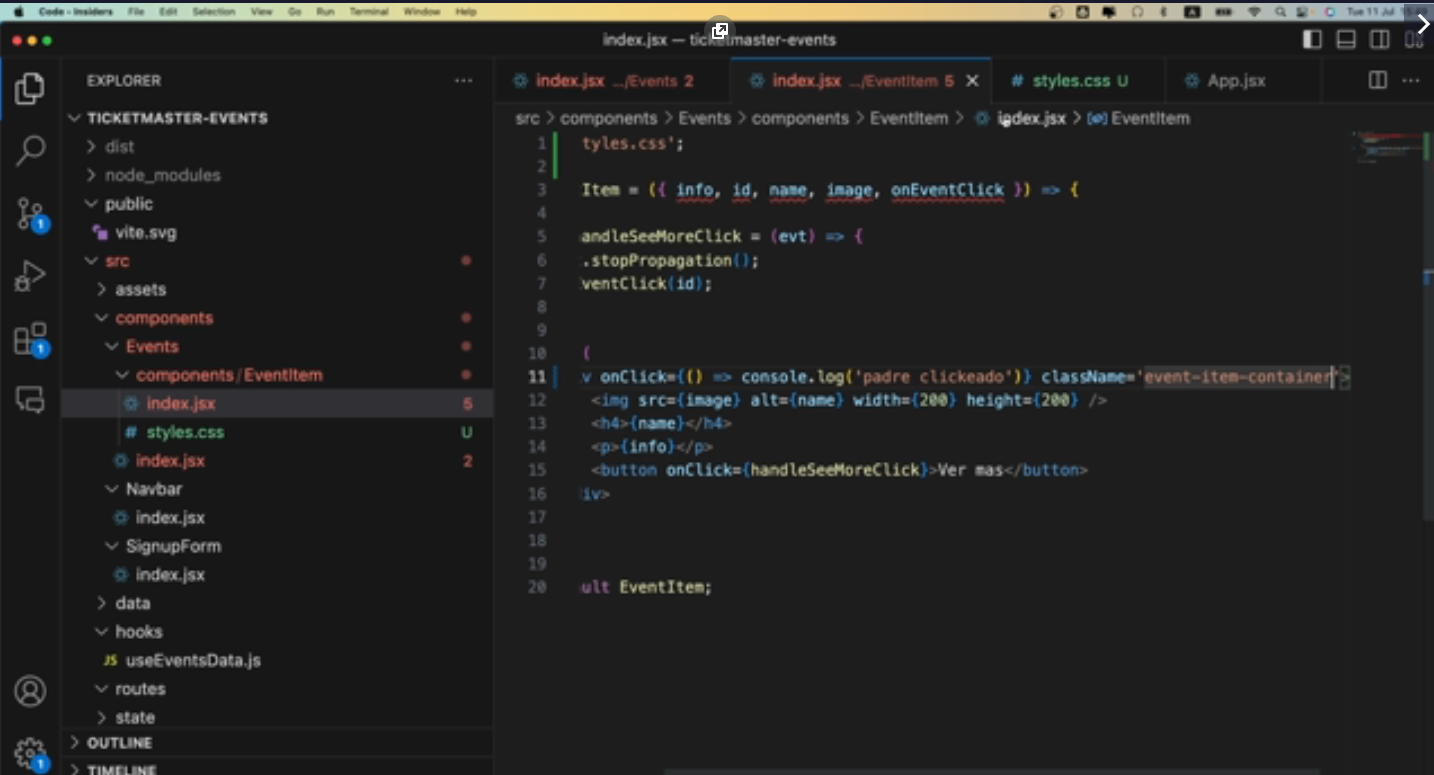 Code - Insiders File Edit Selection View Go Run Terminal Window Help Tue 11 Jul
index.jsx — ticketmaster-events
EXPLORER
TICKETMASTER-EVENTS
dist
node_modules
public
vite.svg
src
assets
components
Events
components/EventItem
index.jsx 5
styles.css U
index.jsx 2
Navbar
index.jsx
SignupForm
index.jsx
data
hooks
JS useEventsData.js
routes
state
OUTLINE
TIMELINE
1
1
1
index.jsx .../Events 2 index.jsx .../EventItem 5 # styles.css U App.jsx
src > components > Events > components > EventItem > index.jsx > EventItem
1 tyles.css';
2
3 Item = ({ info, id, name, image, onEventClick }) => {
4
5 andleSeeMoreClick = (evt) => {
6 .stopPropagation();
7 ventClick(id);
8
9
10 (
11 v onClick={() => console.log('padre clickeado')} className='event-item-container'>
12 <img src={image} alt={name} width={200} height={200} />
13 <h4>{name}</h4>
14 <p>{info}</p>
15 <button onClick={handleSeeMoreClick}>Ver mas</button>
16 iv>
17
18
19
20 ult EventItem;